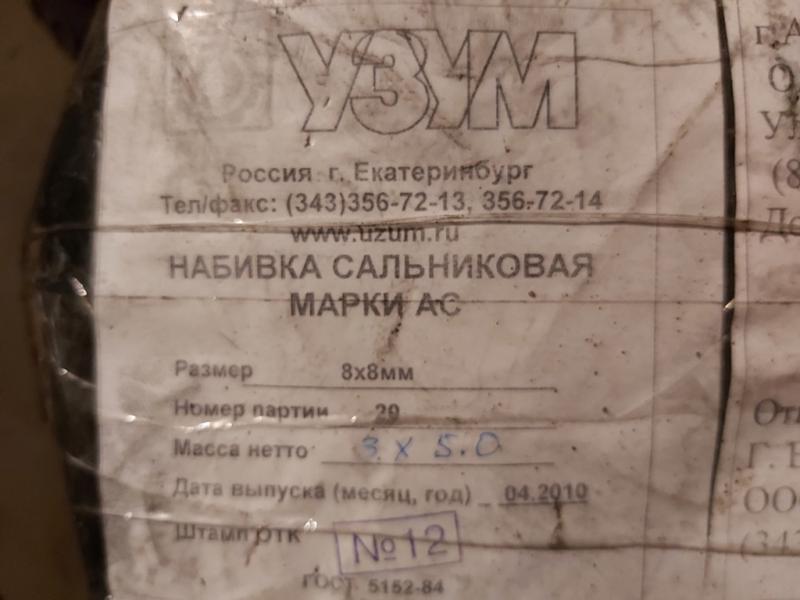 УЗУМ
Россия г. Екатеринбург
Тел/факс: (343)356-72-13, 356-72-14
www.uzum.ru
НАБИВКА САЛЬНИКОВАЯ
МАРКИ АС
Размер 8х8мм
Номер партии 29
Масса нетто 3 х 5.0
Дата выпуска (месяц, год) 04.2010
Штамп ОТК №12
ГОСТ 5152-84